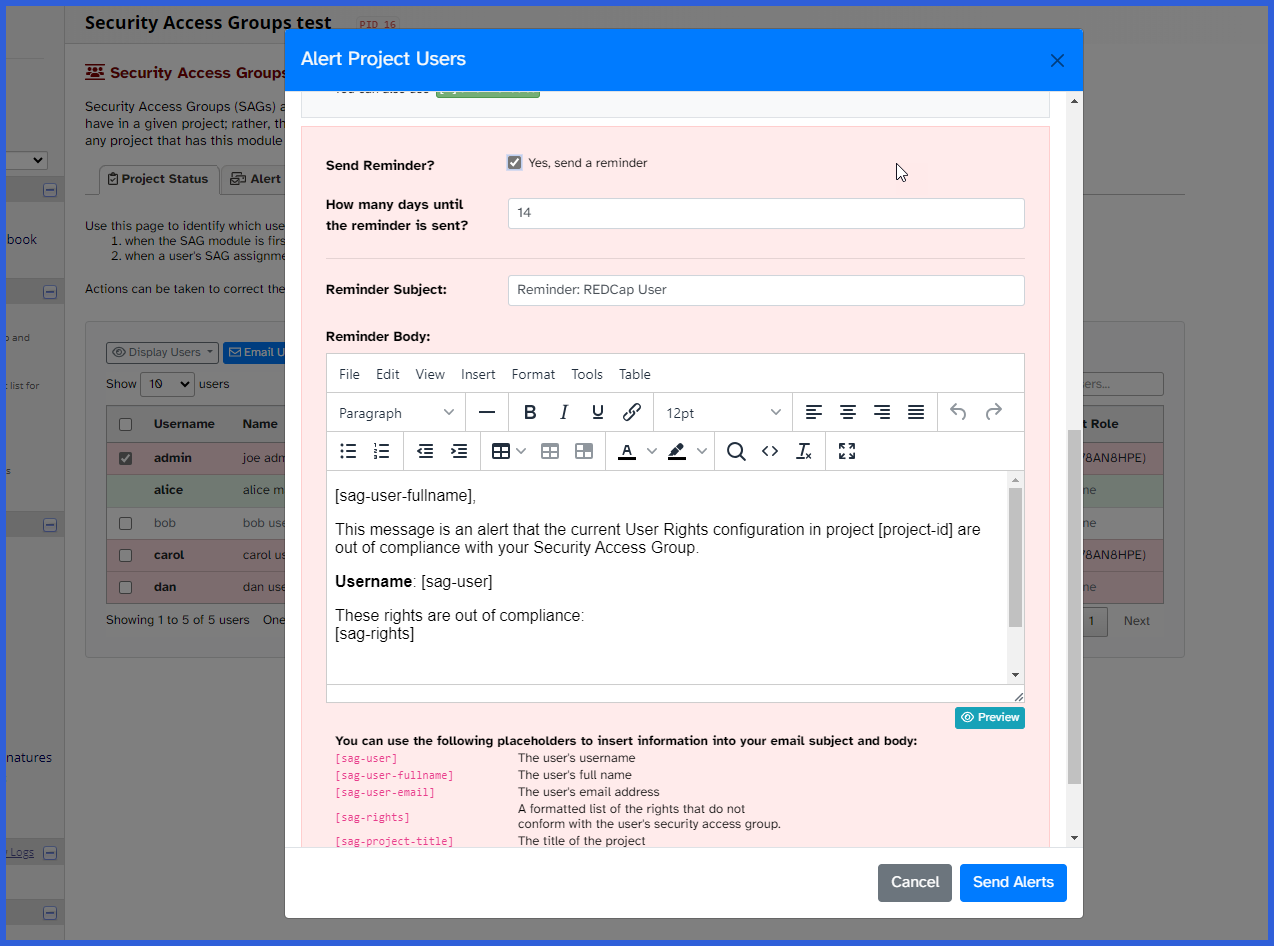 Security Access Groups test PID 16
Alert Project Users
Security Access Groups
Security Access Groups (SAGs) a
have in a given project; rather, th
any project that has this module
Project Status Alert
Use this page to identify which use
1. when the SAG module is firs
2. when a user's SAG assignme
Actions can be taken to correct the
book
list for
natures
Logs
Display Users Email U
Show 10 users
Username Name
admin joe adm
alice alice m
bob bob use
carol carol us
dan dan use
Showing 1 to 5 of 5 users One
sers...
t Role
78AN8HPE)
ne
ne
78AN8HPE)
ne
1 Next
Send Reminder? Yes, send a reminder
How many days until
the reminder is sent? 14
Reminder Subject: Reminder: REDCap User
Reminder Body:
File Edit View Insert Format Tools Table
Paragraph B I U 12pt
[sag-user-fullname],
This message is an alert that the current User Rights configuration in project [project-id] are
out of compliance with your Security Access Group.
Username: [sag-user]
These rights are out of compliance:
[sag-rights]
Preview
You can use the following placeholders to insert information into your email subject and body:
[sag-user] The user's username
[sag-user-fullname] The user's full name
[sag-user-email] The user's email address
[sag-rights] A formatted list of the rights that do not
conform with the user's security access group.
[sag-project-title] The title of the project
Cancel Send Alerts